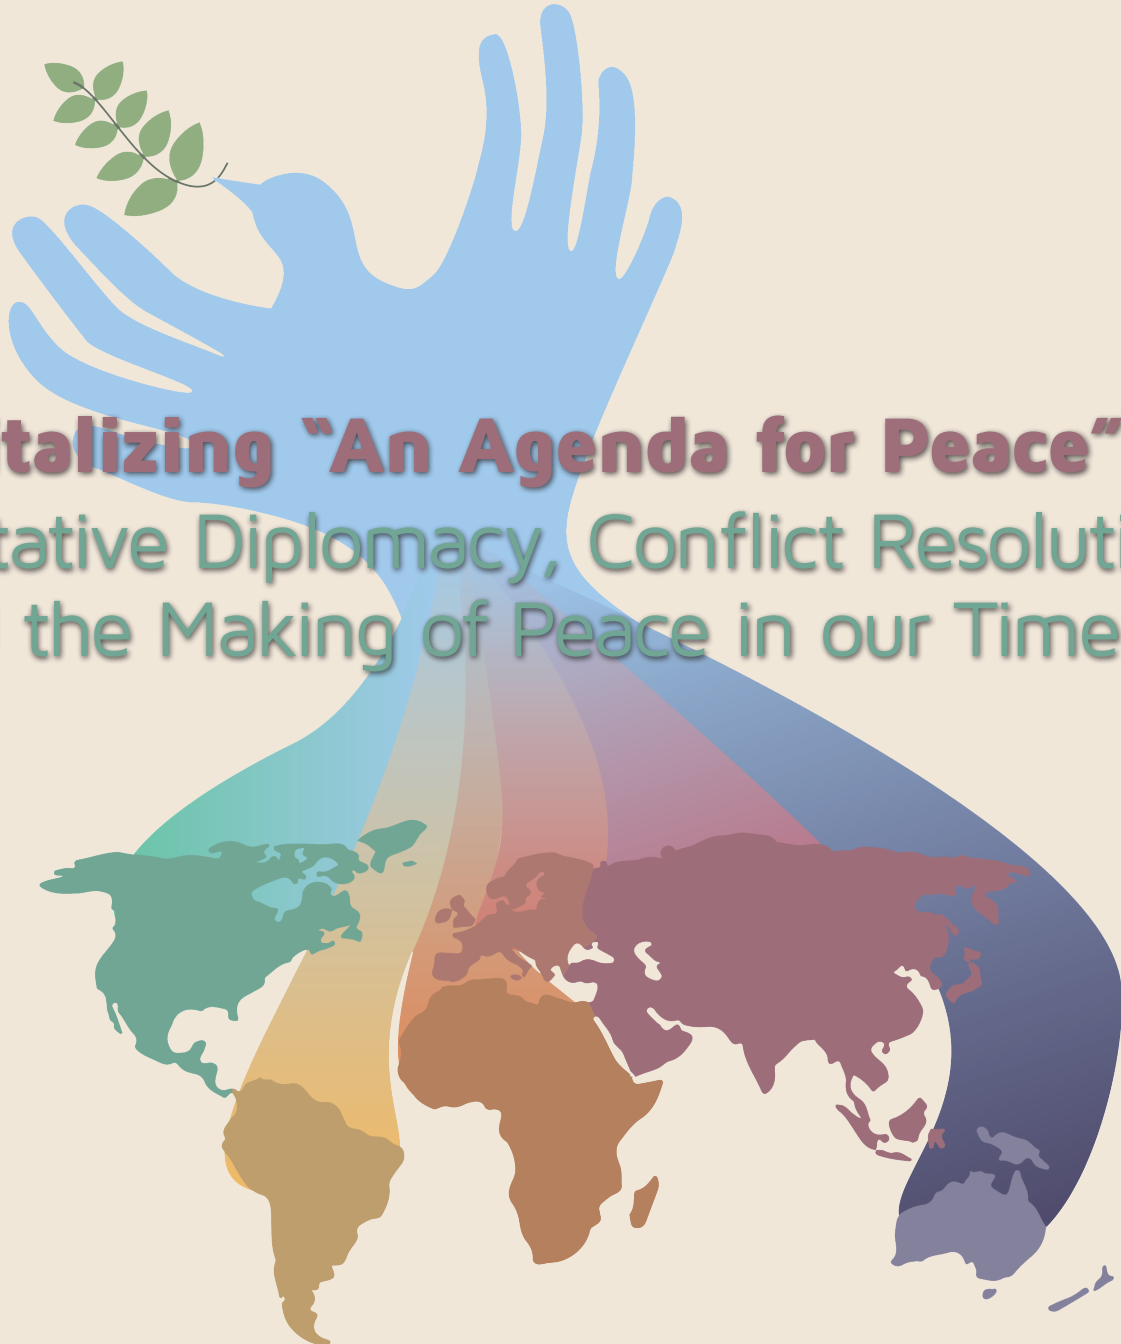 talizing “An Agenda for Peace”
tative Diplomacy, Conflict Resoluti
the Making of Peace in our Time